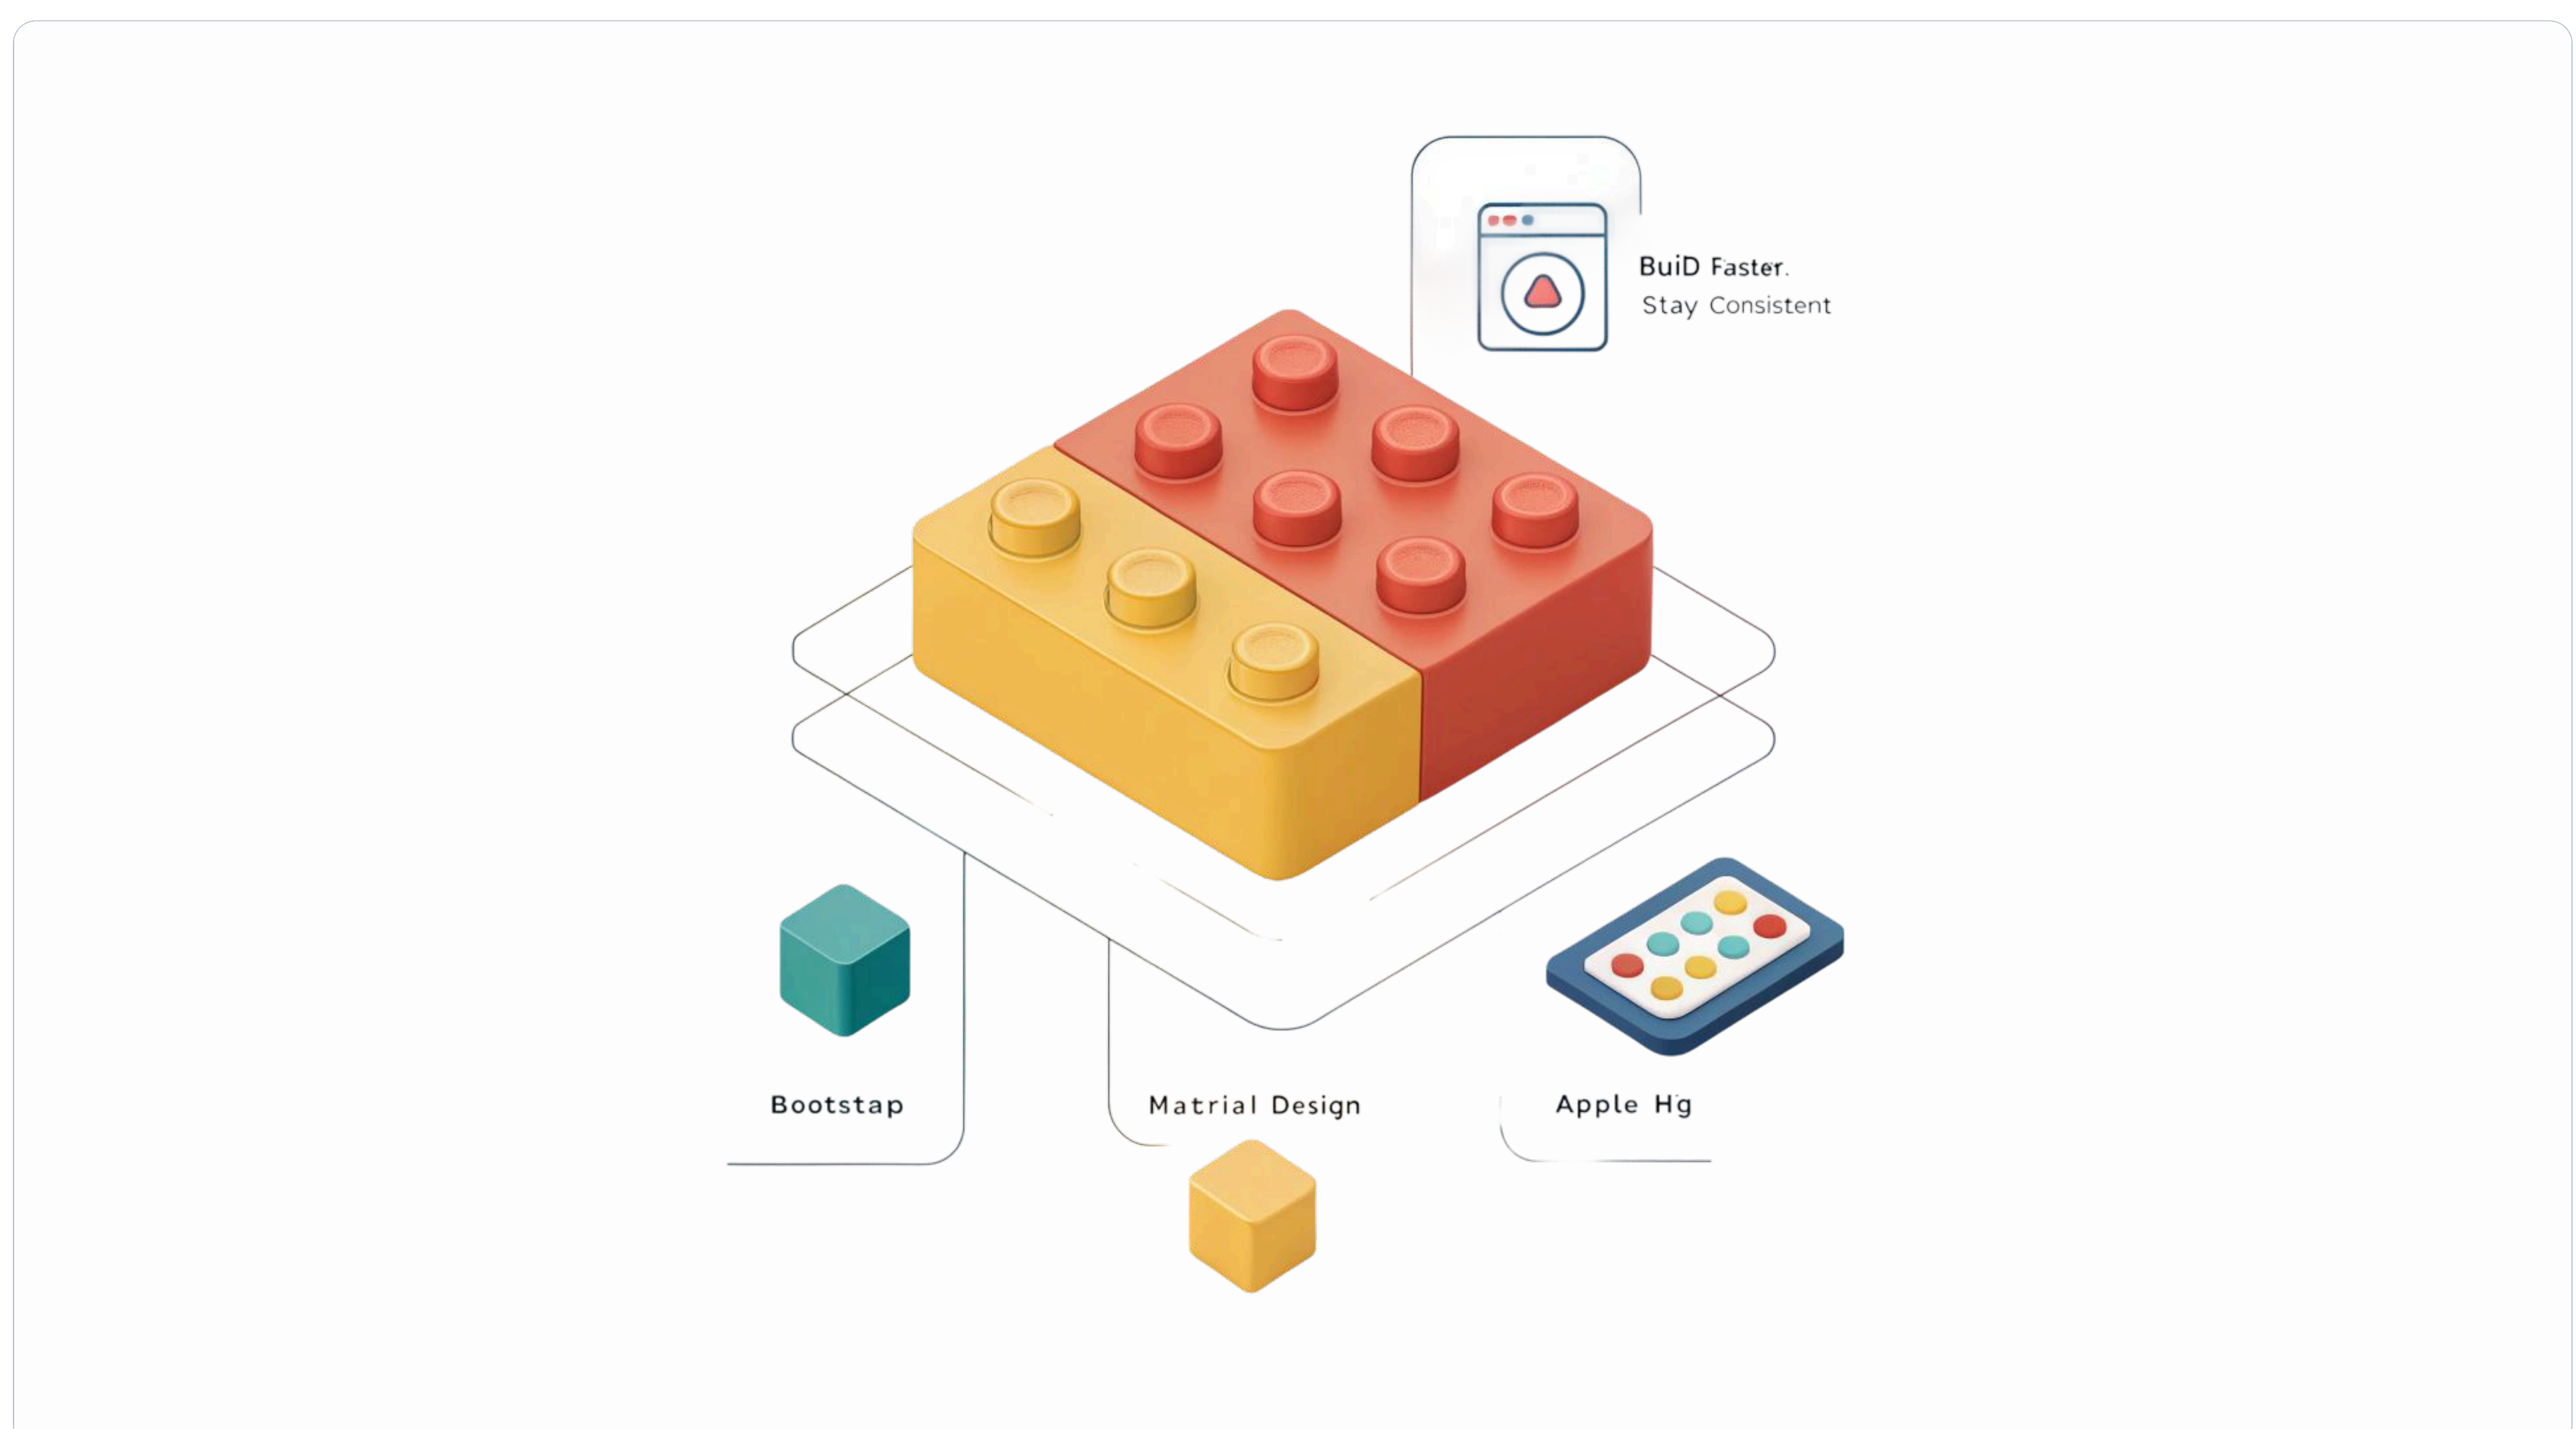 BuiD Faster.
Stay Consistent
Bootstap
Matrial Design
Apple Hg